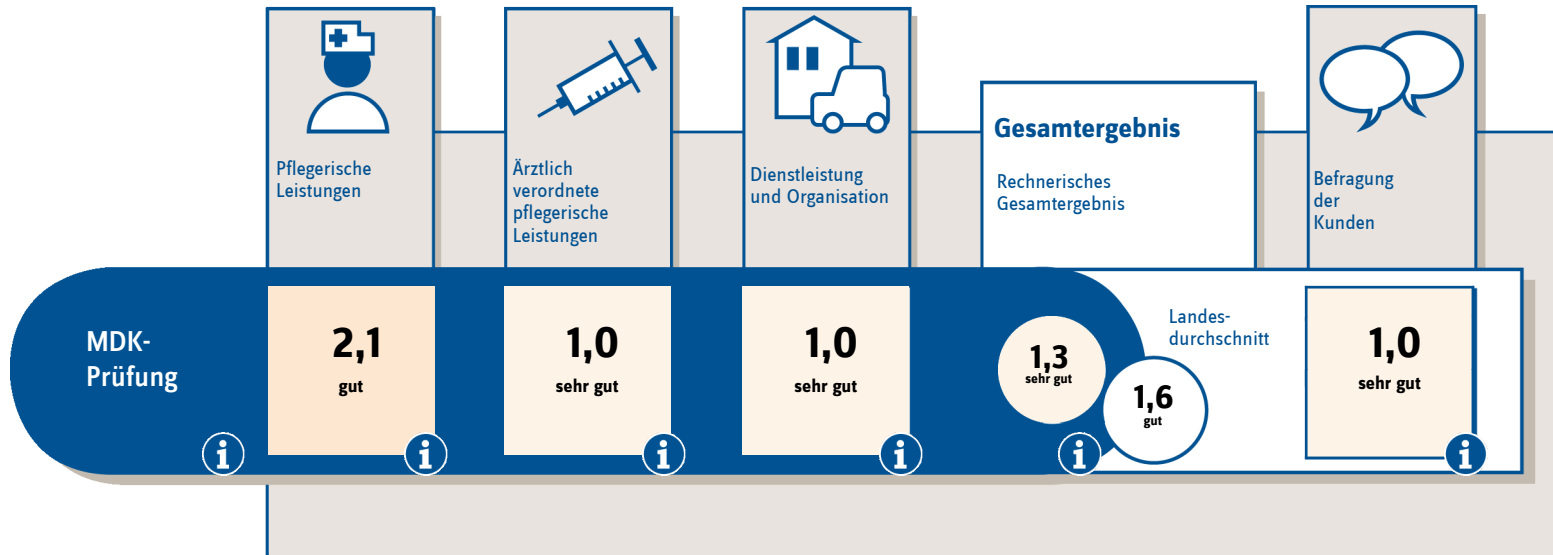 Pflegerische
Leistungen
Ärztlich
verordnete
pflegerische
Leistungen
Dienstleistung
und Organisation
Gesamtergebnis
Rechnerisches
Gesamtergebnis
Befragung
der
Kunden
MDK-
Prüfung
2,1
gut
1,0
sehr gut
1,0
sehr gut
1,3
sehr gut
Landes-
durchschnitt
1,6
gut
1,0
sehr gut
i
i
i
i
i
i